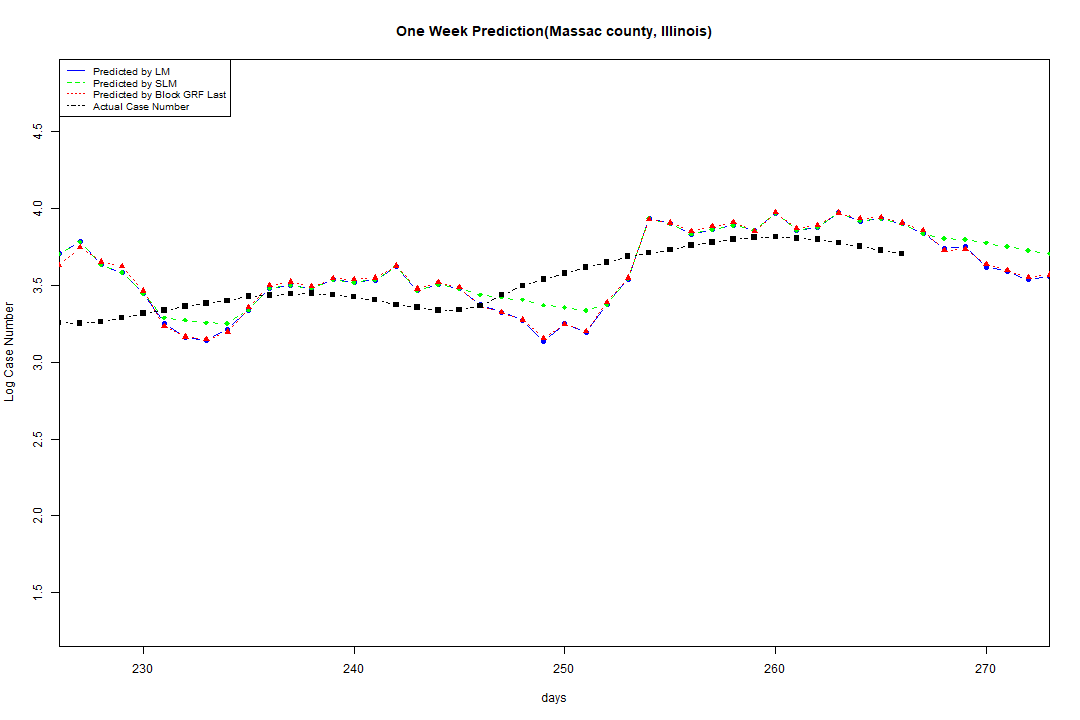 One Week Prediction(Massac county, Illinois)
Predicted by LM
Predicted by SLM
Predicted by Block GRF Last
Actual Case Number
4.5
4.0
3.5
3.0
2.5
2.0
1.5
Log Case Number
230 240 250 260 270
days